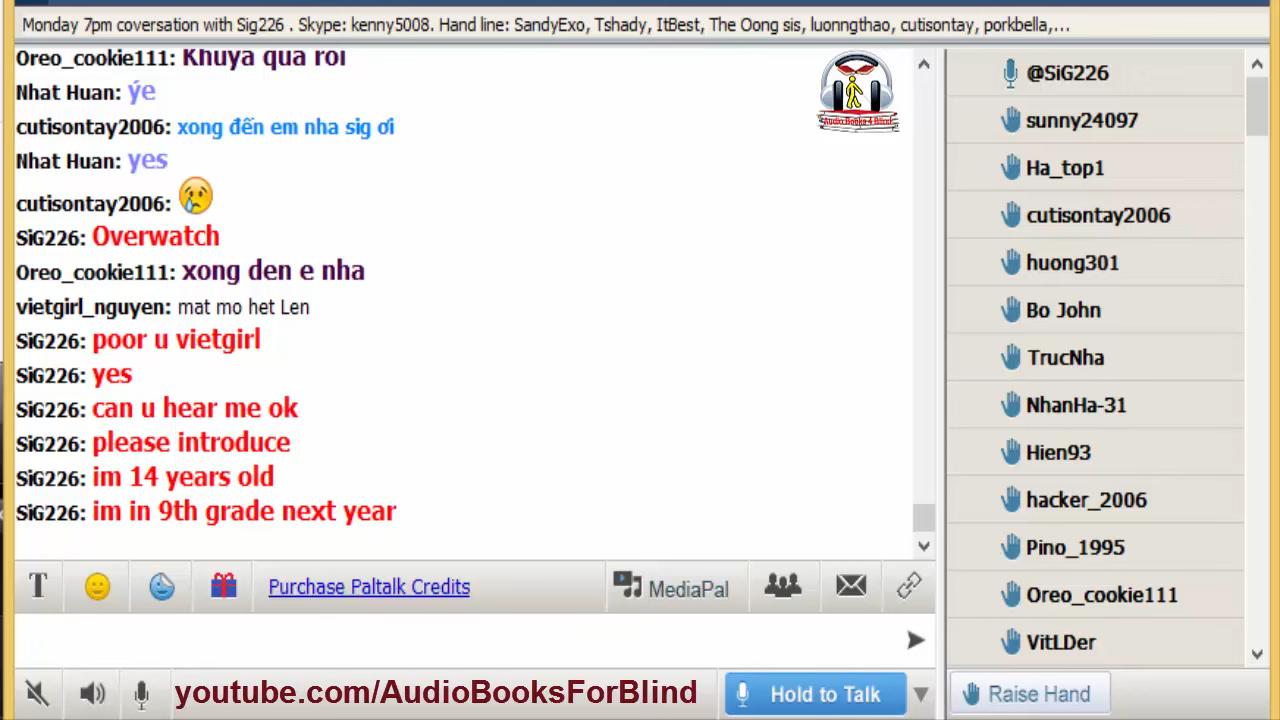 Monday 7pm coversation with Sig226 . Skype: kenny5008. Hand line: SandyExo, Tshady, ItBest, The Oong sis, luonngthao, cutisontay, porkbella,...
Oreo_cookie111: Khuya qua roi
Nhat Huan: ýe
cutisontay2006: xong đến em nha sig ơi
Nhat Huan: yes
cutisontay2006:
SiG226: Overwatch
Oreo_cookie111: xong den e nha
vietgirl_nguyen: mat mo het Len
SiG226: poor u vietgirl
SiG226: yes
SiG226: can u hear me ok
SiG226: please introduce
SiG226: im 14 years old
SiG226: im in 9th grade next year
Audio Books 4 Blind
@SiG226
sunny24097
Ha_top1
cutisontay2006
huong301
Bo John
TrucNha
NhanHa-31
Hien93
hacker_2006
Pino_1995
Oreo_cookie111
VitLDer
T
Purchase Paltalk Credits
MediaPal
youtube.com/AudioBooksForBlind
Hold to Talk
Raise Hand